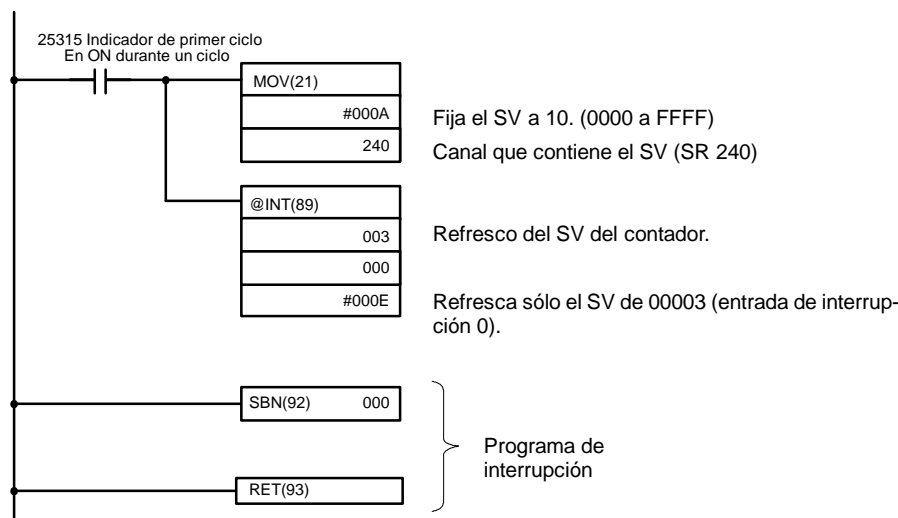 25315 Indicador de primer ciclo
En ON durante un ciclo
MOV(21)
#000A
Fija el SV a 10. (0000 a FFFF)
240
Canal que contiene el SV (SR 240)
@INT(89)
003
Refresco del SV del contador.
000
#000E
Refresca sólo el SV de 00003 (entrada de interrup-
ción 0).
SBN(92) 000
Programa de
interrupción
RET(93)